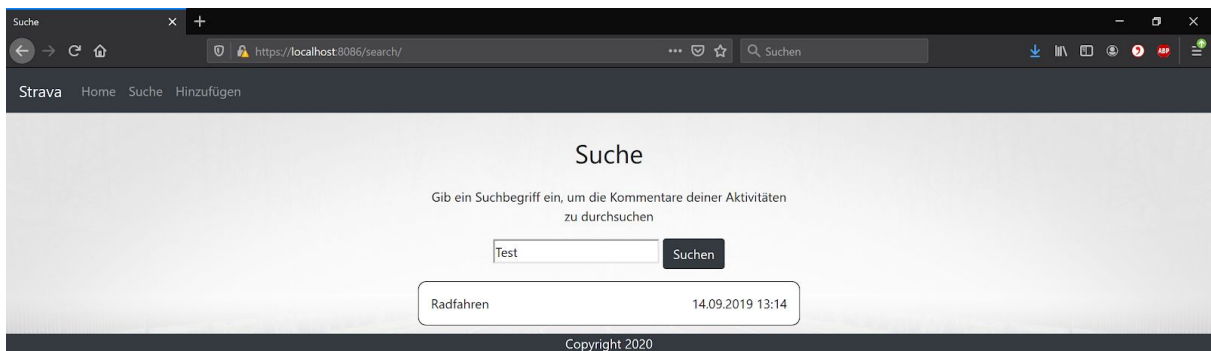 Suche
https://localhost:8086/search/
Suchen
ABP
Strava Home Suche Hinzufügen
Suche
Gib ein Suchbegriff ein, um die Kommentare deiner Aktivitäten
zu durchsuchen
Test Suchen
Radfahren 14.09.2019 13:14
Copyright 2020